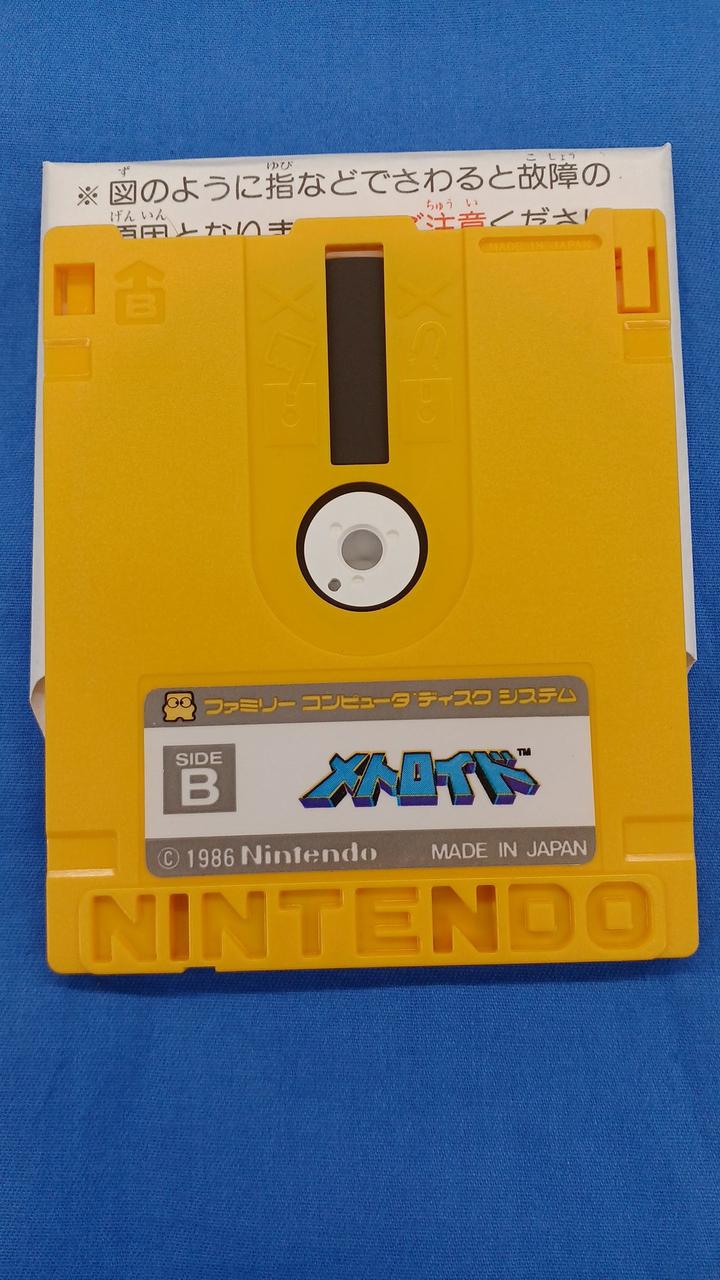 ※図のように指などでさわると故障の
原因となりま ご注意ください
MADE IN JAPAN
B
ファミリー コンピュータ ディスク システム
SIDE
B
メトロイド™
© 1986 Nintendo MADE IN JAPAN
NINTENDO